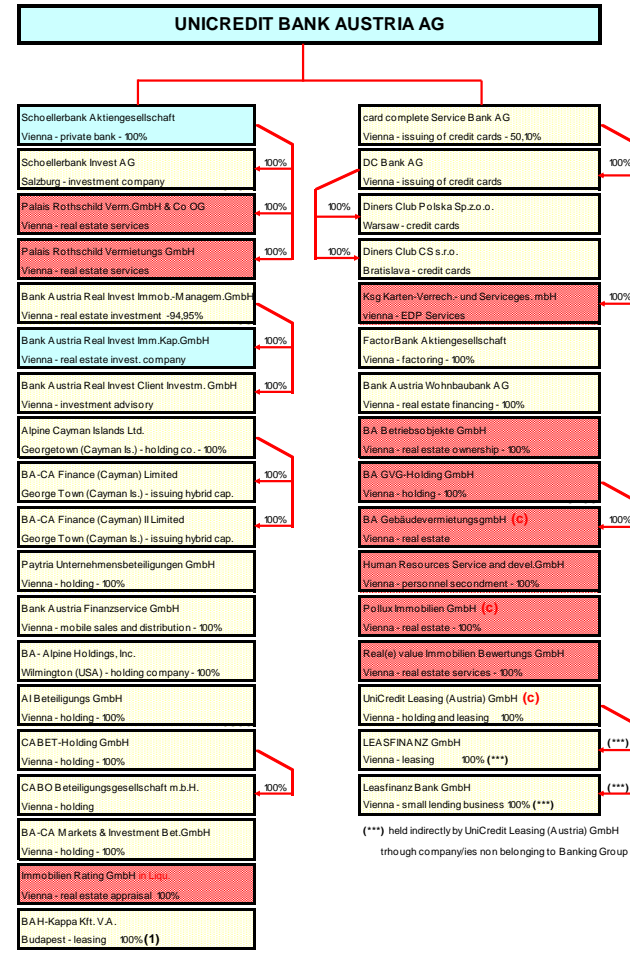 UNICREDIT BANK AUSTRIA AG
Schoellerbank Aktiengesellschaft
Vienna - private bank - 100%
Schoellerbank Invest AG
Salzburg - investment company
100%
Palais Rothschild Verm.GmbH & Co OG
Vienna - real estate services
100%
Palais Rothschild Vermietungs GmbH
Vienna - real estate services
100%
Bank Austria Real Invest Immob.-Managem.GmbH
Vienna - real estate investment -94,95%
Bank Austria Real Invest Imm.Kap.GmbH
Vienna - real estate invest. company
100%
Bank Austria Real Invest Client Investm. GmbH
Vienna - investment advisory
100%
Alpine Cayman Islands Ltd.
Georgetown (Cayman Is.) - holding co. - 100%
BA-CA Finance (Cayman) Limited
George Town (Cayman Is.) - issuing hybrid cap.
100%
BA-CA Finance (Cayman) II Limited
George Town (Cayman Is.) - issuing hybrid cap.
100%
Paytria Unternehmensbeteiligungen GmbH
Vienna - holding - 100%
Bank Austria Finanzservice GmbH
Vienna - mobile sales and distribution - 100%
BA- Alpine Holdings, Inc.
Wilmington (USA) - holding company - 100%
AI Beteiligungs GmbH
Vienna - holding - 100%
CABET-Holding GmbH
Vienna - holding - 100%
CABO Beteiligungsgesellschaft m.b.H.
Vienna - holding
100%
BA-CA Markets & Investment Bet.GmbH
Vienna - holding - 100%
Immobilien Rating GmbH in Liqu.
Vienna - real estate appraisal 100%
BAH-Kappa Kft. V.A.
Budapest - leasing 100% (1)
card complete Service Bank AG
Vienna - issuing of credit cards - 50,10%
DC Bank AG
Vienna - issuing of credit cards
100%
Diners Club Polska Sp.z.o.o.
Warsaw - credit cards
100%
Diners Club CS s.r.o.
Bratislava - credit cards
100%
Ksg Karten-Verrech.- und Serviceges. mbH
vienna - EDP Services
100%
FactorBank Aktiengesellschaft
Vienna - factoring - 100%
Bank Austria Wohnbaubank AG
Vienna - real estate financing - 100%
BA Betriebsobjekte GmbH
Vienna - real estate ownership - 100%
BA GVG-Holding GmbH
Vienna - holding - 100%
BA GebäudevermietungsgmbH (c)
Vienna - real estate
100%
Human Resources Service and devel.GmbH
Vienna - personnel secondment - 100%
Pollux Immobilien GmbH (c)
Vienna - real estate - 100%
Real(e) value Immobilien Bewertungs GmbH
Vienna - real estate services - 100%
UniCredit Leasing (Austria) GmbH (c)
Vienna - holding and leasing 100%
LEASFINANZ GmbH
Vienna - leasing 100% (***)
(***)
Leasfinanz Bank GmbH
Vienna - small lending business 100% (***)
(***)
(***) held indirectly by UniCredit Leasing (Austria) GmbH
trhough company/ies non belonging to Banking Group